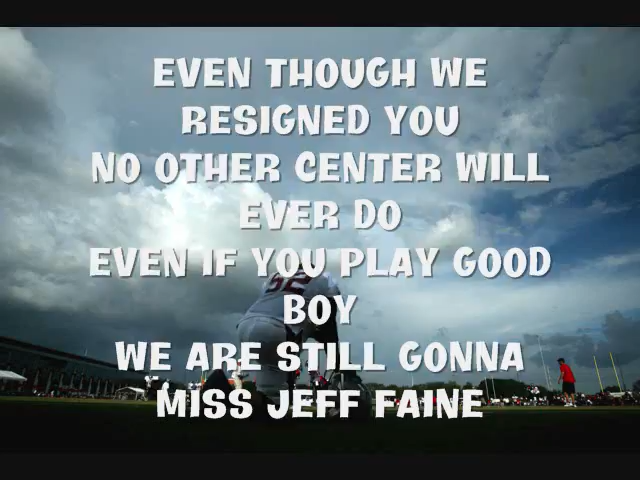 EVEN THOUGH WE
RESIGNED YOU
NO OTHER CENTER WILL
EVER DO
EVEN IF YOU PLAY GOOD
BOY
WE ARE STILL GONNA
MISS JEFF FAINE
52